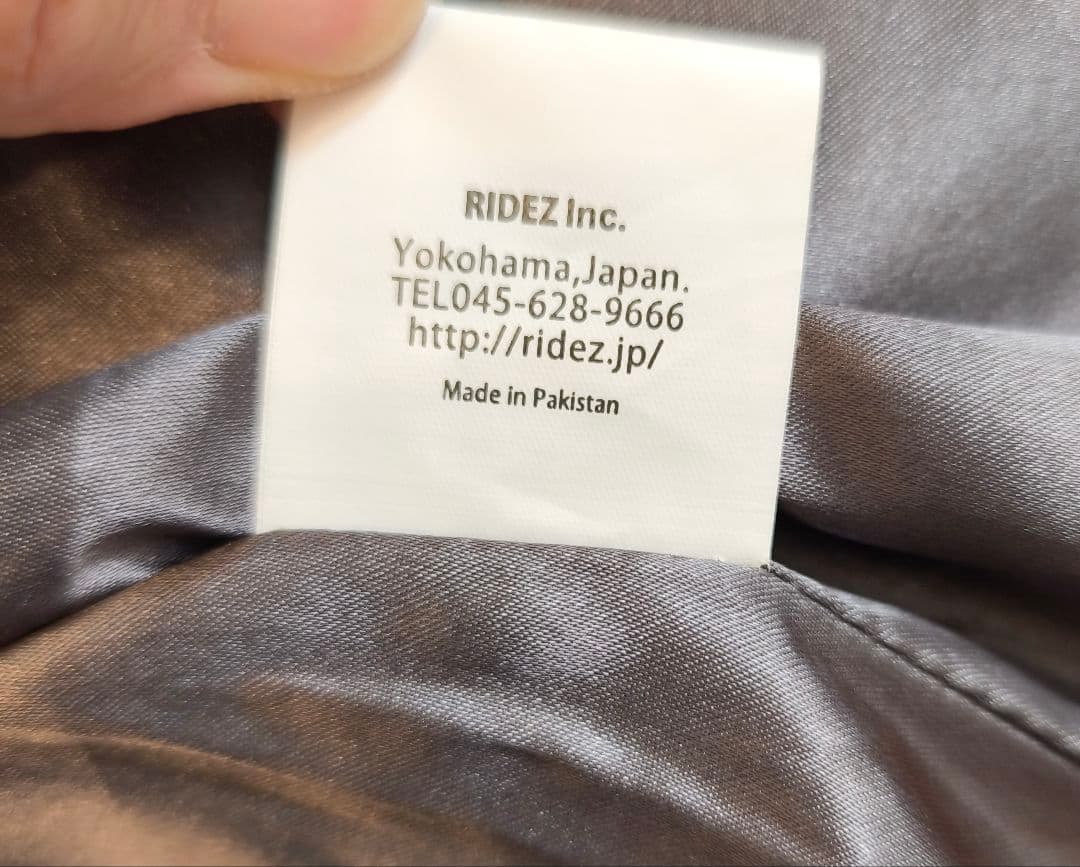 RIDEZ Inc.
Yokohama,Japan.
TEL045-628-9666
http://ridez.jp/
Made in Pakistan